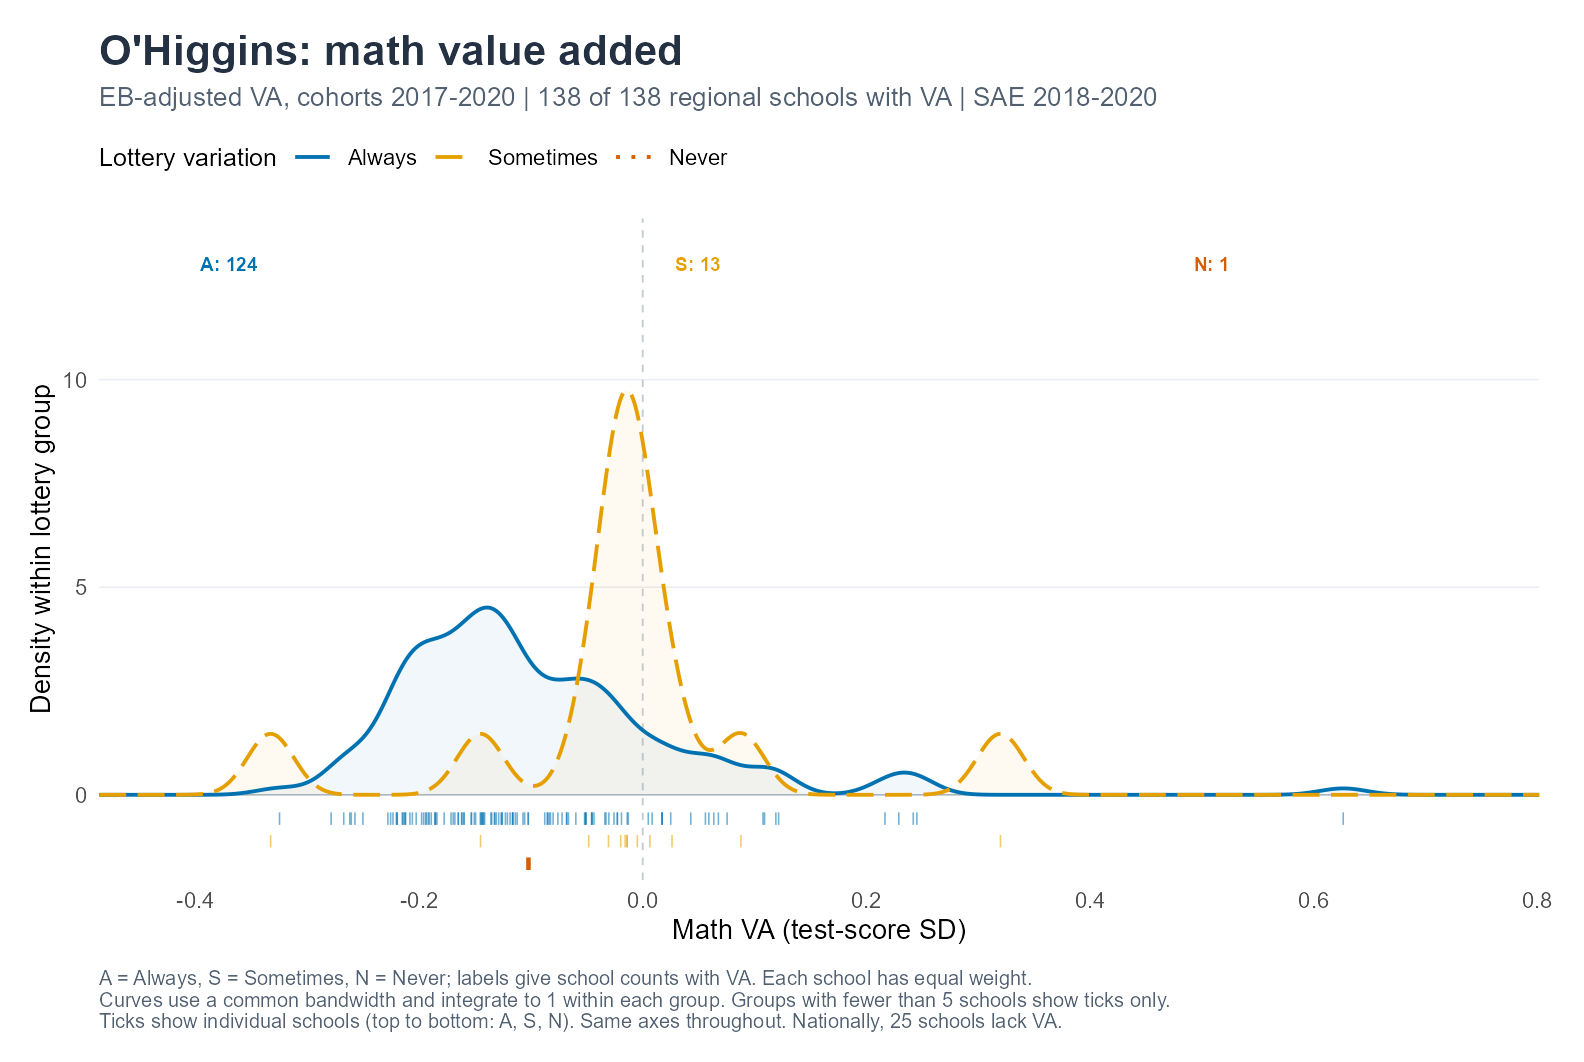 O'Higgins: math value added
EB-adjusted VA, cohorts 2017-2020 | 138 of 138 regional schools with VA | SAE 2018-2020
Lottery variation Always Sometimes Never
A: 124 S: 13 N: 1
Density within lottery group
10
5
0
-0.4 -0.2 0.0 0.2 0.4 0.6 0.8
Math VA (test-score SD)
A = Always, S = Sometimes, N = Never; labels give school counts with VA. Each school has equal weight.
Curves use a common bandwidth and integrate to 1 within each group. Groups with fewer than 5 schools show ticks only.
Ticks show individual schools (top to bottom: A, S, N). Same axes throughout. Nationally, 25 schools lack VA.